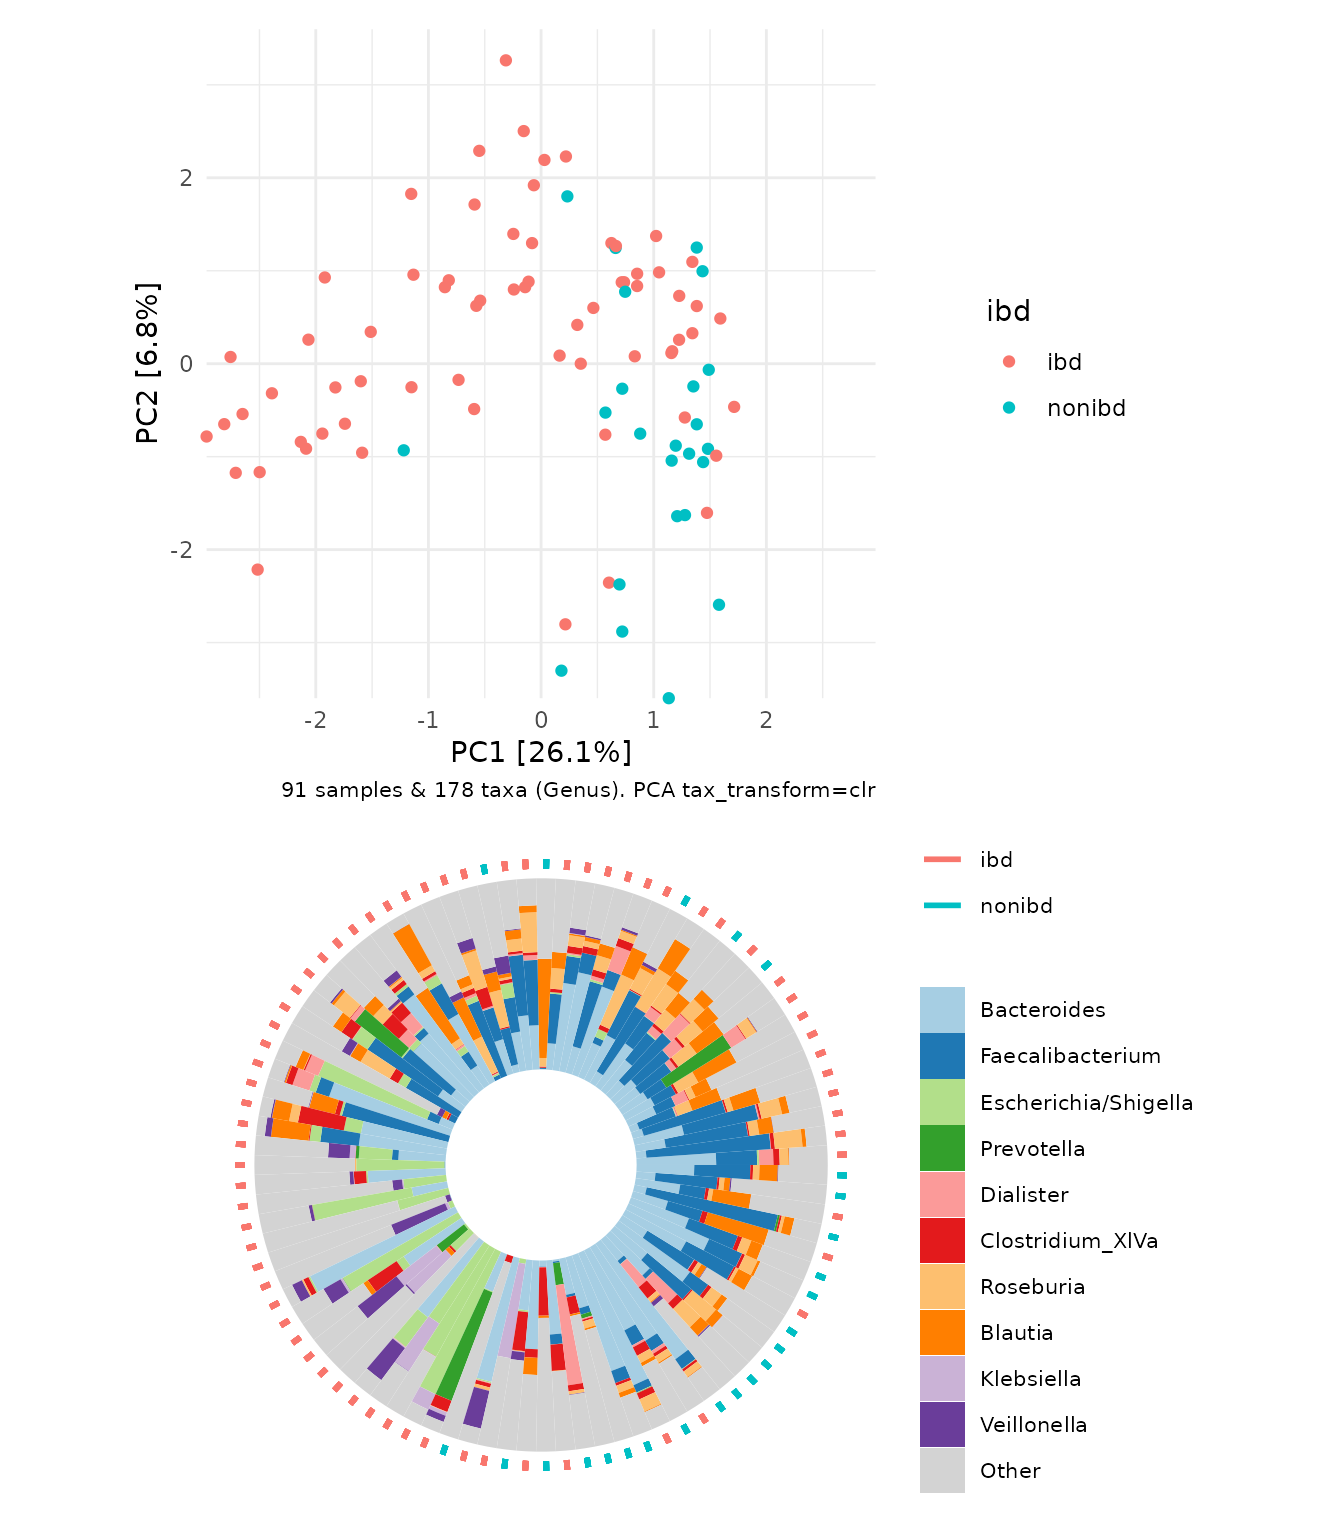 2
0
-2
PC2 [6.8%]
-2 -1 0 1 2
PC1 [26.1%]
91 samples & 178 taxa (Genus). PCA tax_transform=clr
ibd
ibd
nonibd
ibd
nonibd
Bacteroides
Faecalibacterium
Escherichia/Shigella
Prevotella
Dialister
Clostridium_XlVa
Roseburia
Blautia
Klebsiella
Veillonella
Other